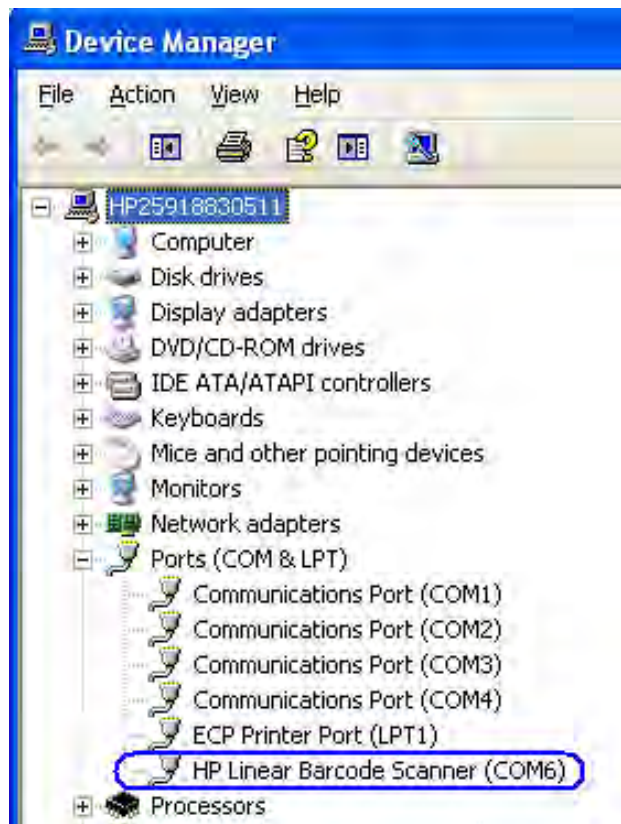 Device Manager
File Action View Help
HP25918830511
Computer
Disk drives
Display adapters
DVD/CD-ROM drives
IDE ATA/ATAPI controllers
Keyboards
Mice and other pointing devices
Monitors
Network adapters
Ports (COM & LPT)
Communications Port (COM1)
Communications Port (COM2)
Communications Port (COM3)
Communications Port (COM4)
ECP Printer Port (LPT1)
HP Linear Barcode Scanner (COM6)
Processors